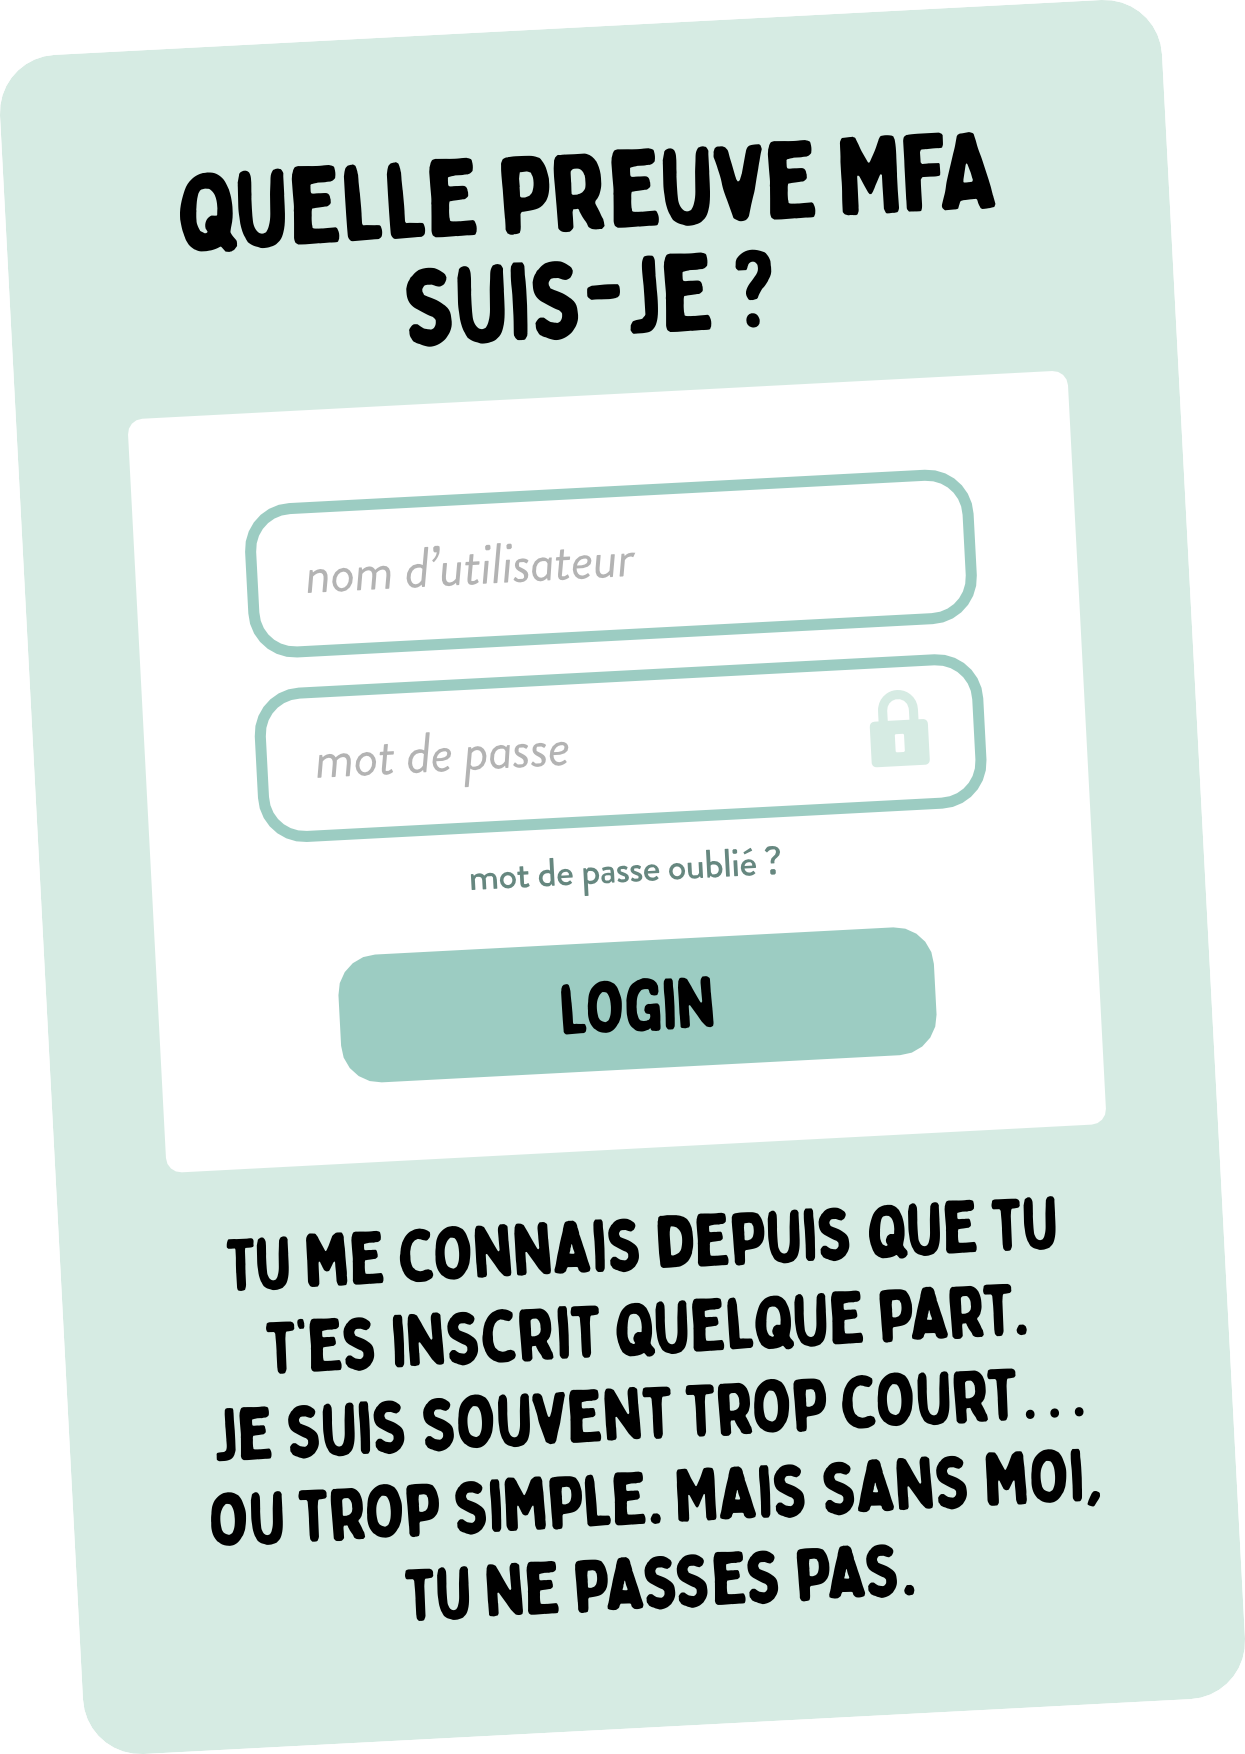 QUELLE PREUVE MFA
SUIS-JE ?
nom d’utilisateur
mot de passe
mot de passe oublié ?
LOGIN
TU ME CONNAIS DEPUIS QUE TU
T'ES INSCRIT QUELQUE PART.
JE SUIS SOUVENT TROP COURT...
OU TROP SIMPLE. MAIS SANS MOI,
TU NE PASSES PAS.